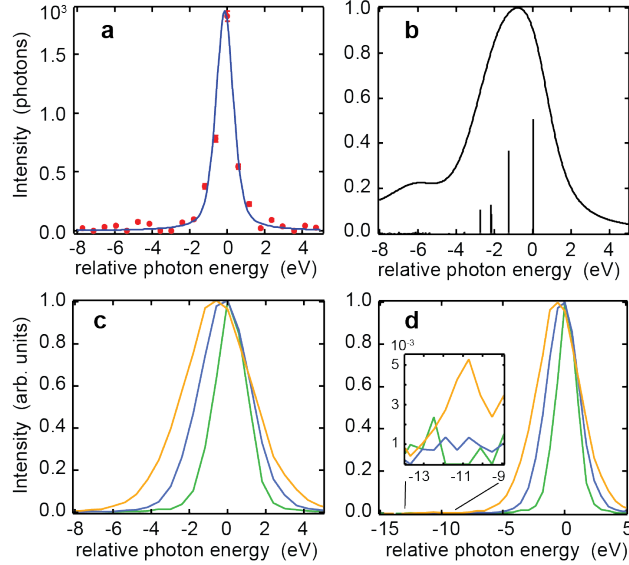 10³
a
Intensity (photons)
1.5
1.0
0.5
0.0
-8 -6 -4 -2 0 2 4
relative photon energy (eV)
b
1.0
0.8
0.6
0.4
0.2
0.0
-8 -6 -4 -2 0 2 4
relative photon energy (eV)
c
Intensity (arb. units)
1.0
0.8
0.6
0.4
0.2
0.0
-8 -6 -4 -2 0 2 4
relative photon energy (eV)
d
1.0
0.8
0.6
0.4
0.2
0.0
10⁻³
5
3
1
-13 -11 -9
-15 -10 -5 0 5
relative photon energy (eV)